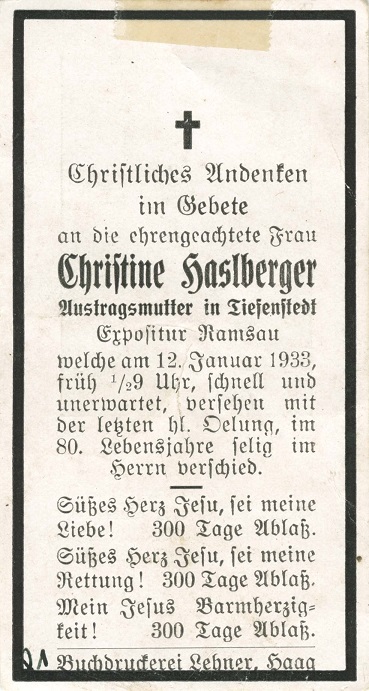 Christliches Andenken
im Gebete
an die ehrengeachtete Frau
Christine Haslberger
Austragsmutter in Tiefenstedt
Expositur Ramsau
welche am 12. Januar 1933,
früh 1/29 Uhr, schnell und
unerwartet, versehen mit
der letzten hl. Oelung, im
80. Lebensjahre selig im
Herrn verschied.
Süßes Herz Jesu, sei meine
Liebe! 300 Tage Ablaß.
Süßes Herz Jesu, sei meine
Rettung! 300 Tage Ablaß.
Mein Jesus Barmherzig=
keit! 300 Tage Ablaß.
Buchdruckerei Lehner, Haag